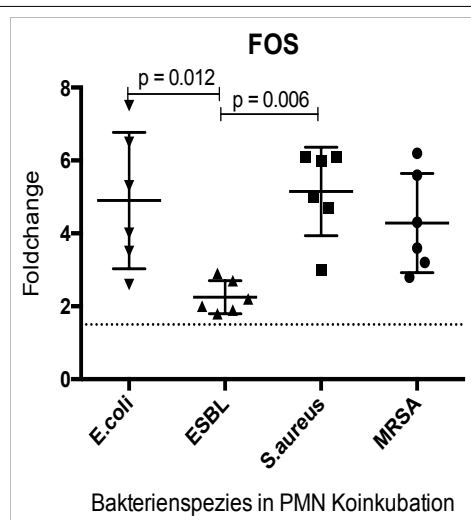 FOS
p = 0.012
p = 0.006
Foldchange
8
6
4
2
0
E.coli
ESBL
S.aureus
MRSA
Bakterienspezies in PMN Koinkubation